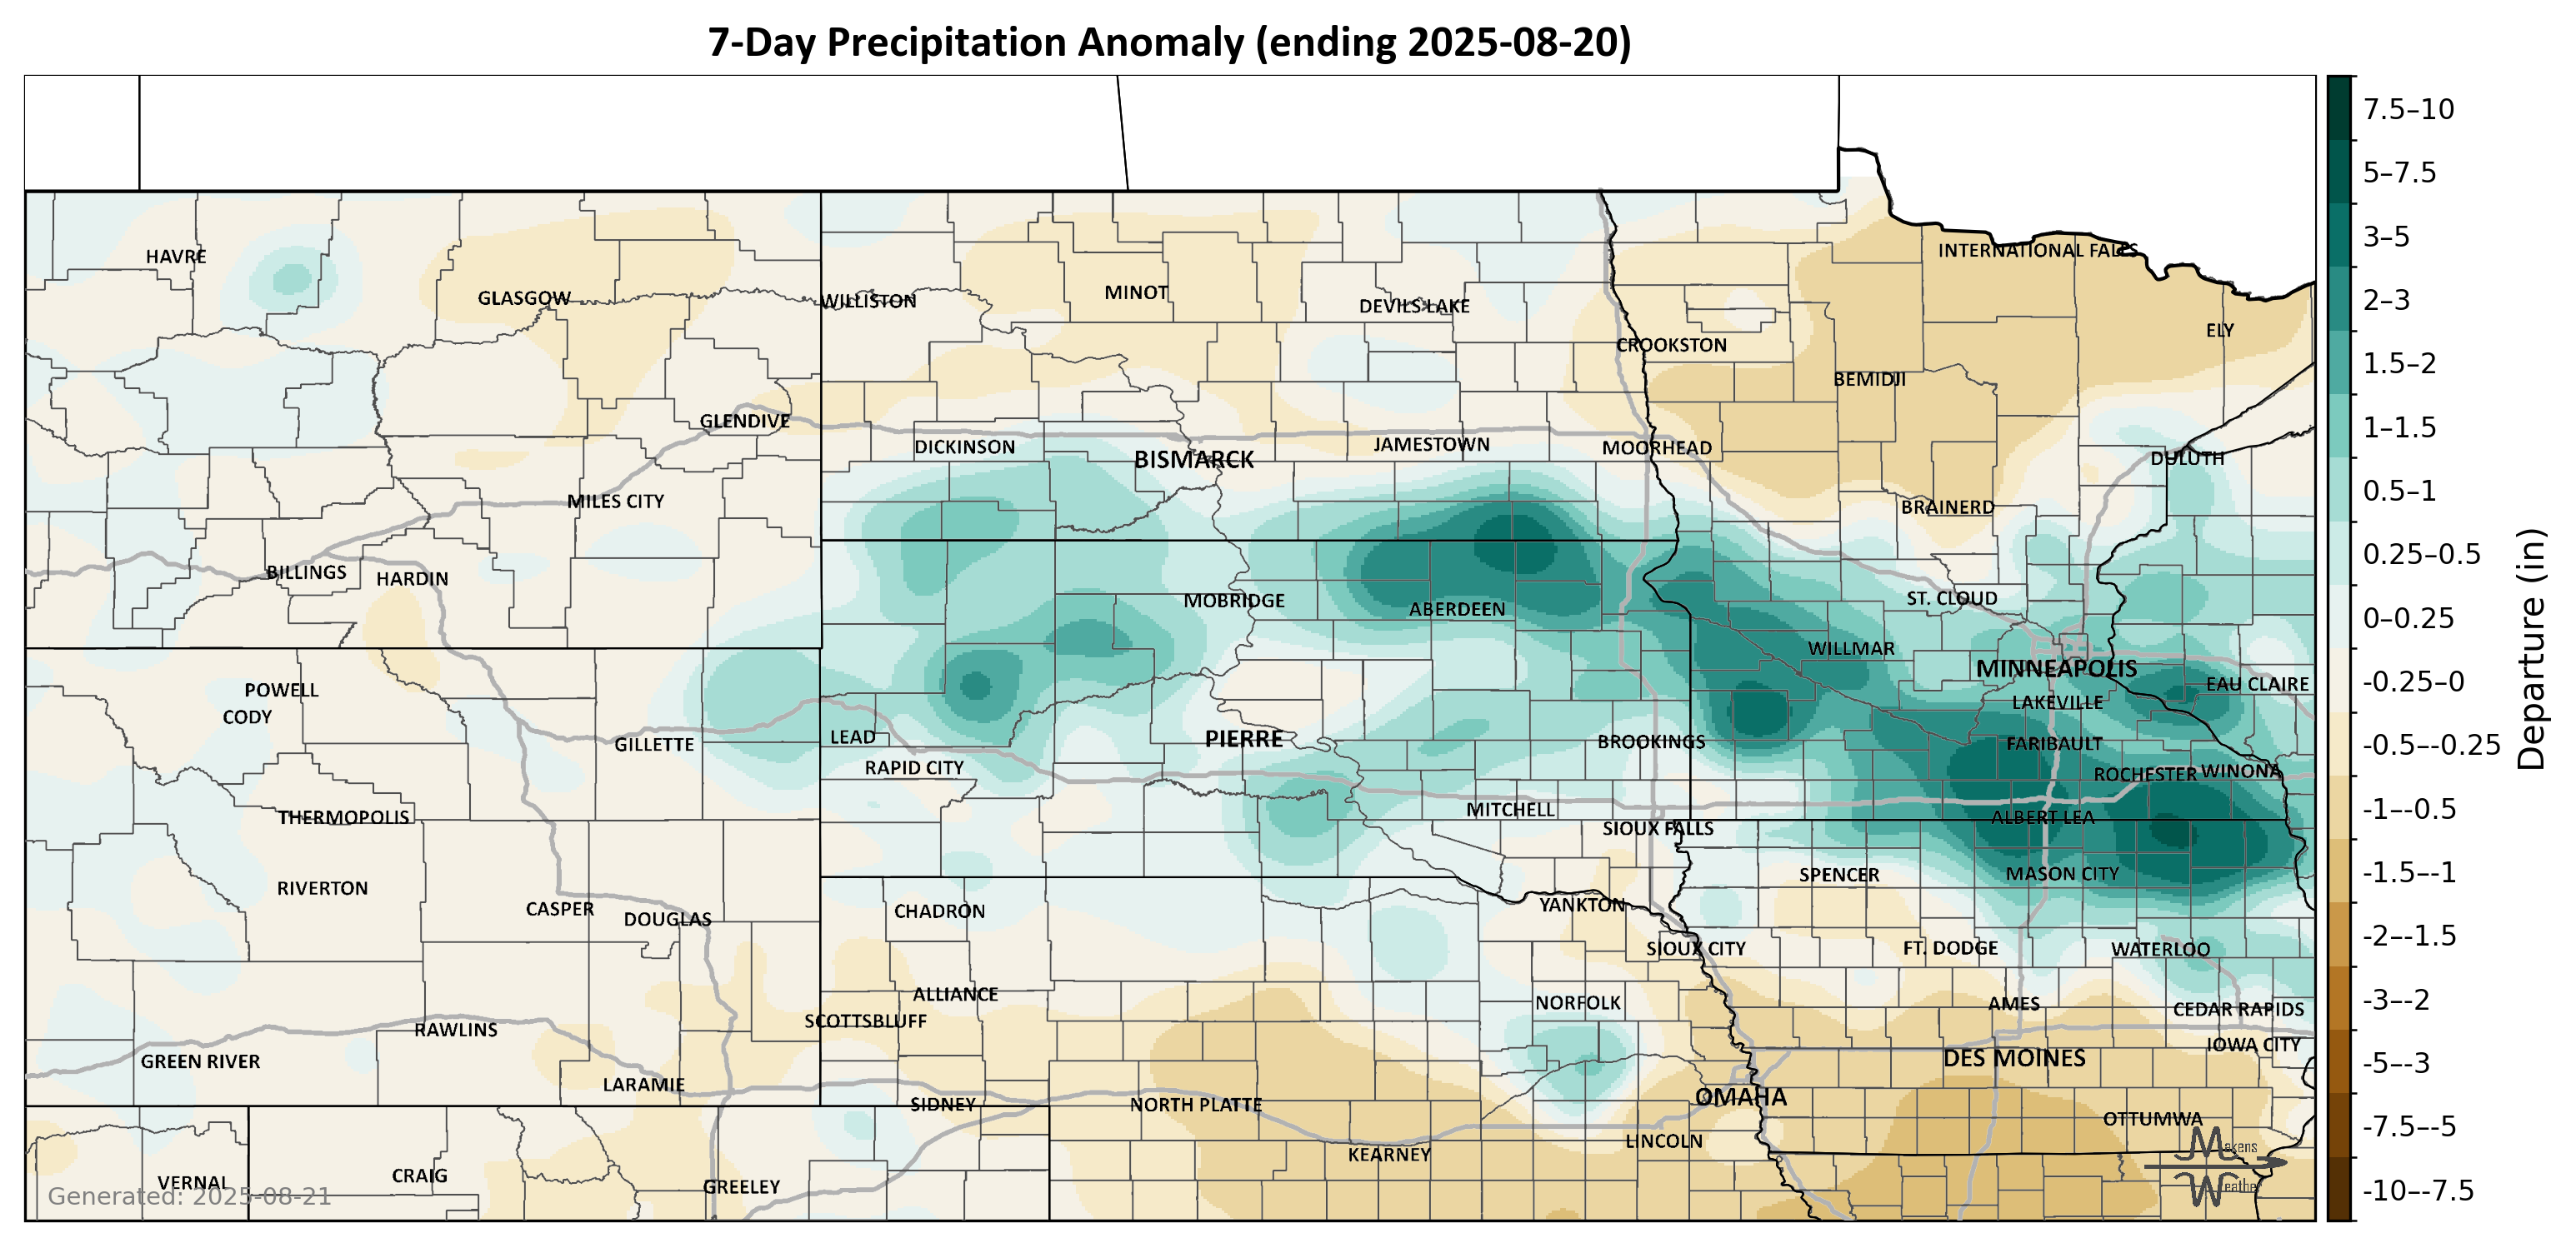 7-Day Precipitation Anomaly (ending 2025-08-20)
HAVRE
INTERNATIONAL FALLS
GLASGOW
WILLISTON
MINOT
DEVILS LAKE
ELY
CROOKSTON
BEMIDJI
GLENDIVE
DICKINSON
BISMARCK
JAMESTOWN
MOORHEAD
DULUTH
MILES CITY
BRAINERD
BILLINGS
HARDIN
MOBRIDGE
ABERDEEN
ST. CLOUD
WILLMAR
MINNEAPOLIS
EAU CLAIRE
POWELL
CODY
LAKEVILLE
GILLETTE
LEAD
PIERRE
BROOKINGS
FARIBAULT
RAPID CITY
ROCHESTER
WINONA
THERMOPOLIS
MITCHELL
ALBERT LEA
SIOUX FALLS
RIVERTON
SPENCER
MASON CITY
CASPER
DOUGLAS
CHADRON
YANKTON
SIOUX CITY
FT. DODGE
WATERLOO
ALLIANCE
NORFOLK
AMES
CEDAR RAPIDS
SCOTTSBLUFF
RAWLINS
IOWA CITY
GREEN RIVER
DES MOINES
LARAMIE
OMAHA
SIDNEY
NORTH PLATTE
OTTUMWA
LINCOLN
KEARNEY
VERNAL
CRAIG
GREELEY
Generated: 2025-08-21
Makens
Weather
7.5–10
5–7.5
3–5
2–3
1.5–2
1–1.5
0.5–1
0.25–0.5
0–0.25
-0.25–0
-0.5–-0.25
-1–-0.5
-1.5–-1
-2–-1.5
-3–-2
-5–-3
-7.5–-5
-10–-7.5
Departure (in)